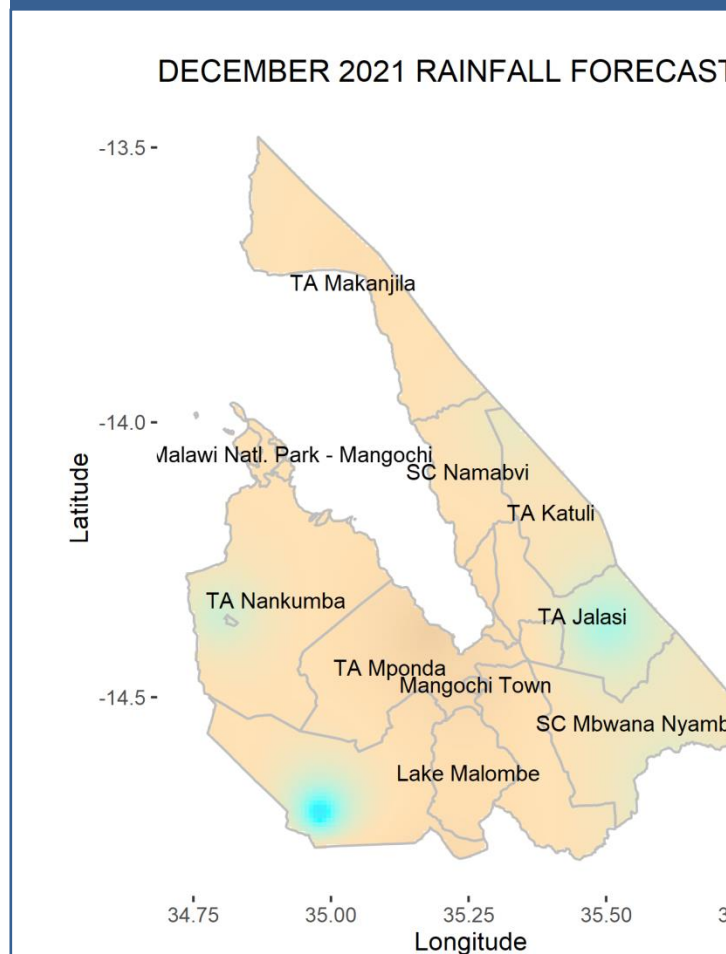 DECEMBER 2021 RAINFALL FORECAST
-13.5
TA Makanjila
-14.0
Malawi Natl. Park - Mangochi
SC Namabvi
TA Katuli
Latitude
TA Nankumba
TA Jalasi
TA Mponda
Mangochi Town
-14.5
SC Mbwana Nyamb
Lake Malombe
34.75 35.00 35.25 35.50 3
Longitude